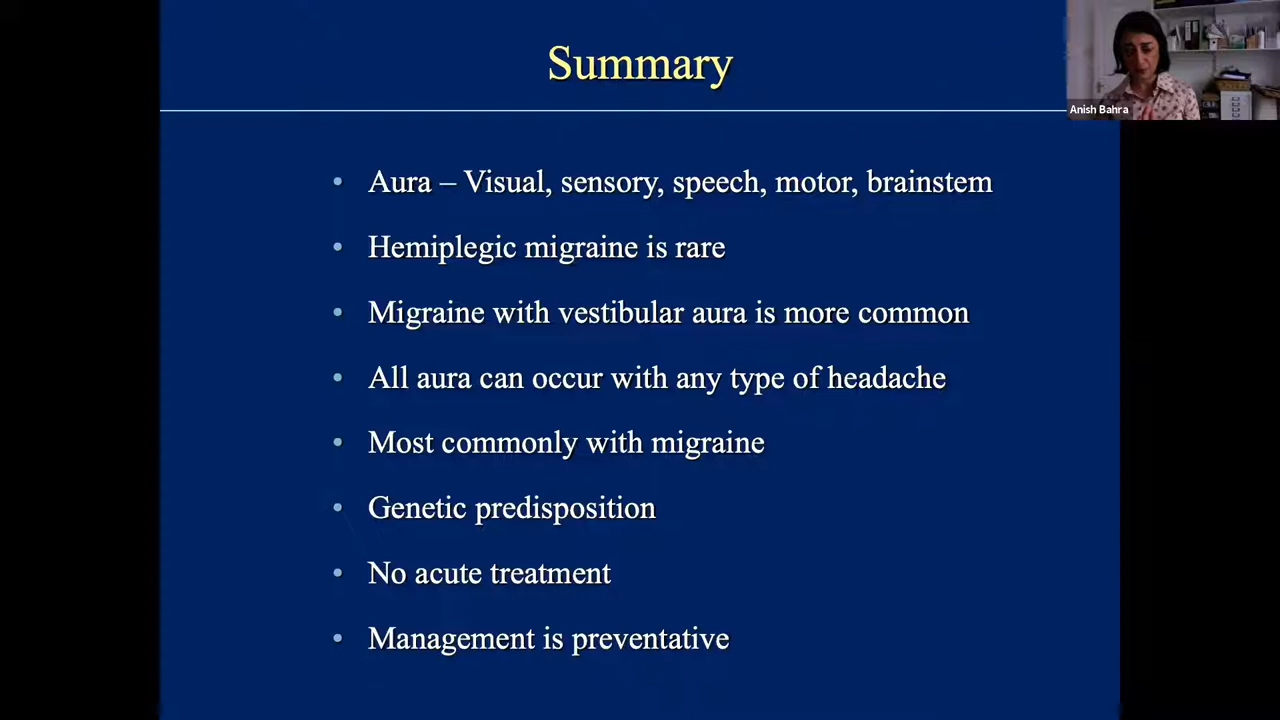 Summary
Anish Bahra
• Aura – Visual, sensory, speech, motor, brainstem
• Hemiplegic migraine is rare
• Migraine with vestibular aura is more common
• All aura can occur with any type of headache
• Most commonly with migraine
• Genetic predisposition
• No acute treatment
• Management is preventative